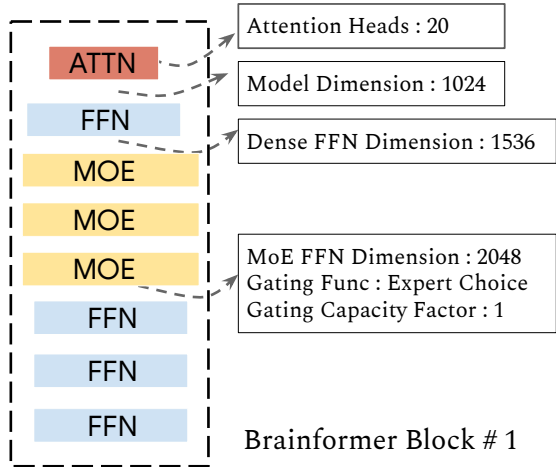 ATTN
FFN
MOE
MOE
MOE
FFN
FFN
FFN
Attention Heads : 20
Model Dimension : 1024
Dense FFN Dimension : 1536
MoE FFN Dimension : 2048
Gating Func : Expert Choice
Gating Capacity Factor : 1
Brainformer Block # 1